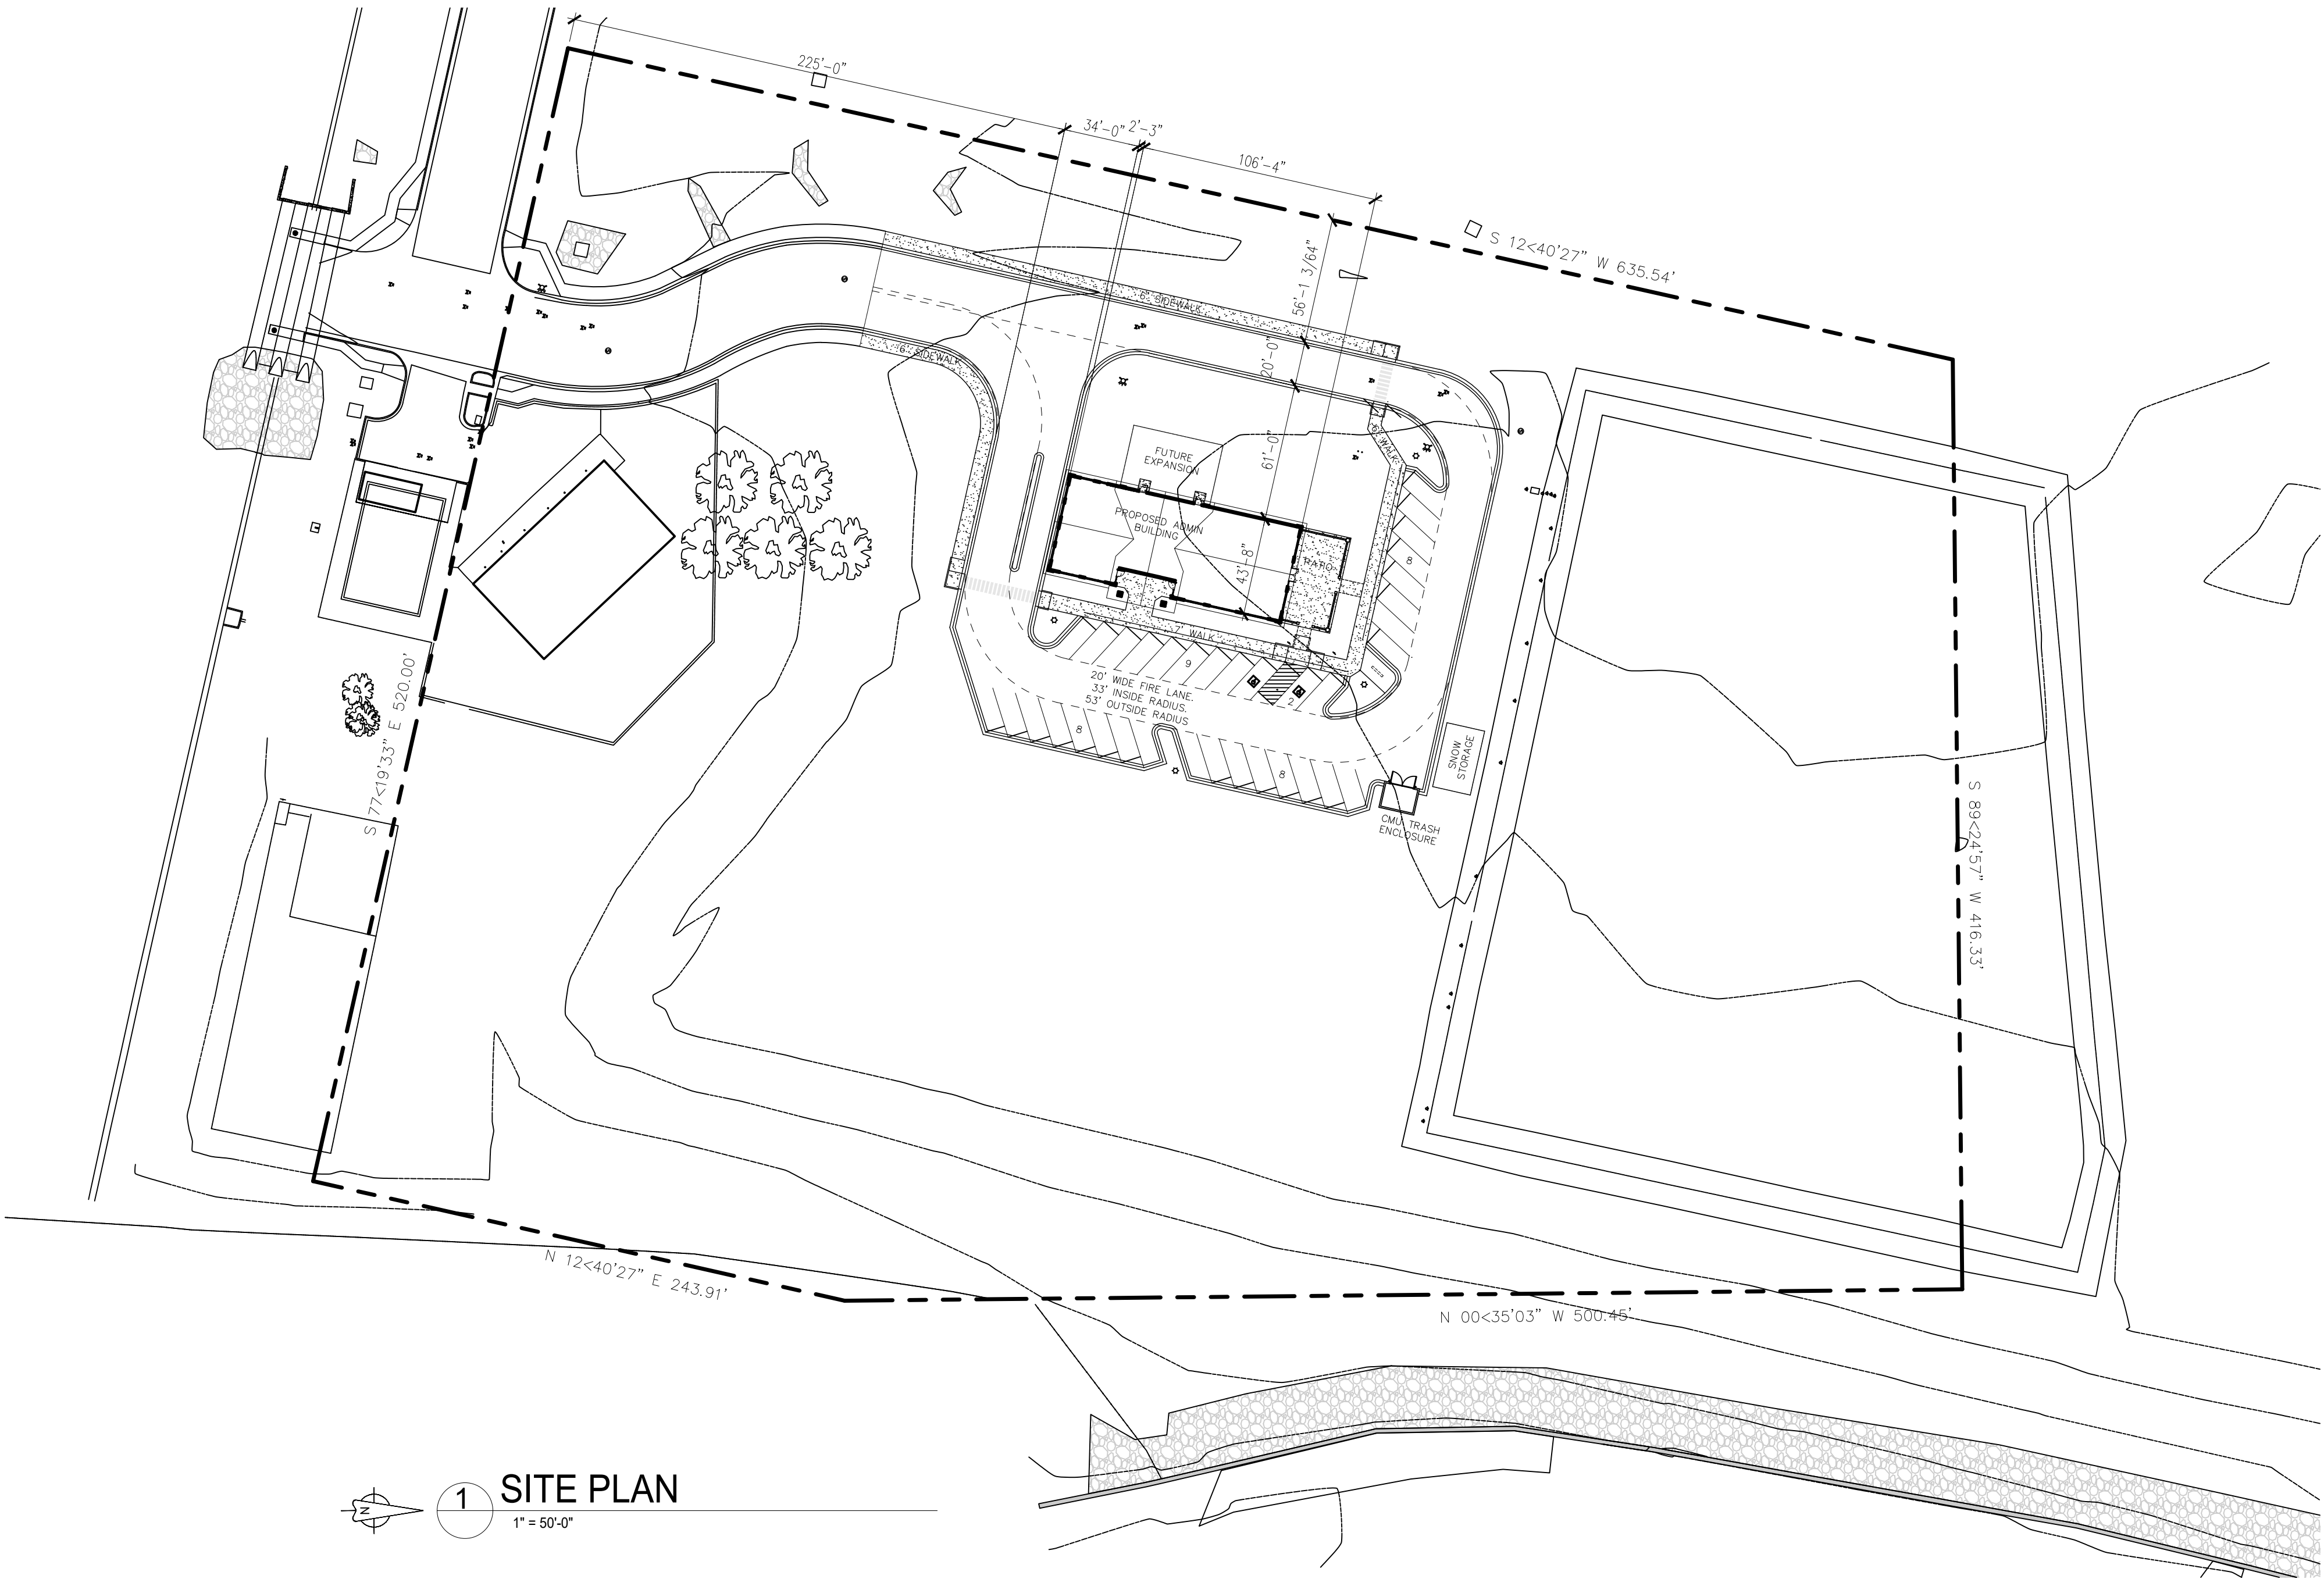 225'-0"
34'-0"
2'-3"
106'-4"
S 12<40'27" W 635.54'
56'-1 3/64"
6' SIDEWALK
6' SIDEWALK
20'-0"
6' WALK
FUTURE
EXPANSION
61'-0"
PROPOSED ADMIN
BUILDING
PATIO
8
43'-8"
7' WALK
9
2
20' WIDE FIRE LANE.
33' INSIDE RADIUS.
53' OUTSIDE RADIUS
8
8
SNOW
STORAGE
CMU TRASH
ENCLOSURE
S 77<19'33" E 520.00'
S 89<24'57" W 416.33'
N 12<40'27" E 243.91'
N 00<35'03" W 500.45'
N
1
SITE PLAN
1" = 50'-0"